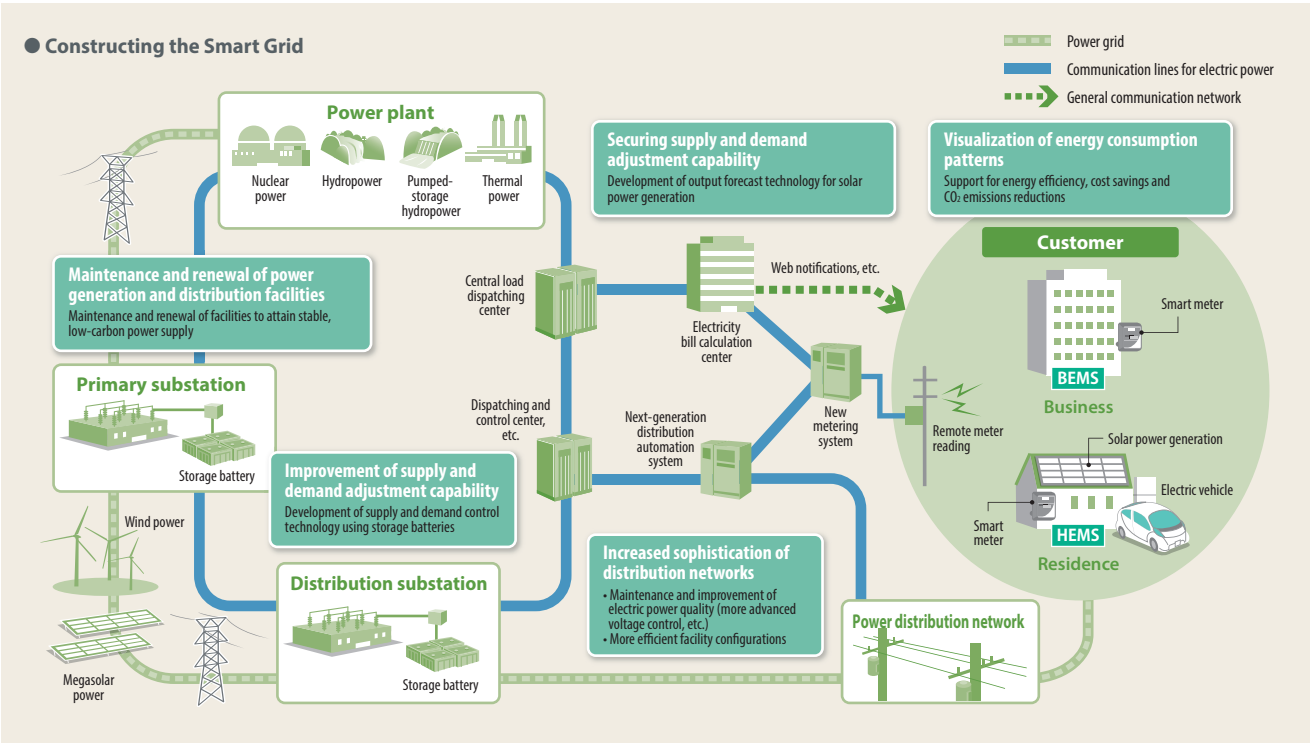 ● Constructing the Smart Grid
Power grid
Communication lines for electric power
General communication network
Power plant
Nuclear
power
Hydropower
Pumped-
storage
hydropower
Thermal
power
Securing supply and demand
adjustment capability
Development of output forecast technology for solar
power generation
Visualization of energy consumption
patterns
Support for energy efficiency, cost savings and
CO₂ emissions reductions
Customer
Maintenance and renewal of power
generation and distribution facilities
Maintenance and renewal of facilities to attain stable,
low-carbon power supply
Central load
dispatching
center
Web notifications, etc.
Electricity
bill calculation
center
Smart meter
BEMS
Business
Primary substation
Storage battery
Dispatching and
control center,
etc.
Next-generation
distribution
automation
system
New
metering
system
Remote meter
reading
Solar power generation
Electric vehicle
Smart
meter
HEMS
Residence
Improvement of supply and
demand adjustment capability
Development of supply and demand control
technology using storage batteries
Wind power
Increased sophistication of
distribution networks
• Maintenance and improvement of
electric power quality (more advanced
voltage control, etc.)
• More efficient facility configurations
Distribution substation
Storage battery
Power distribution network
Megasolar
power